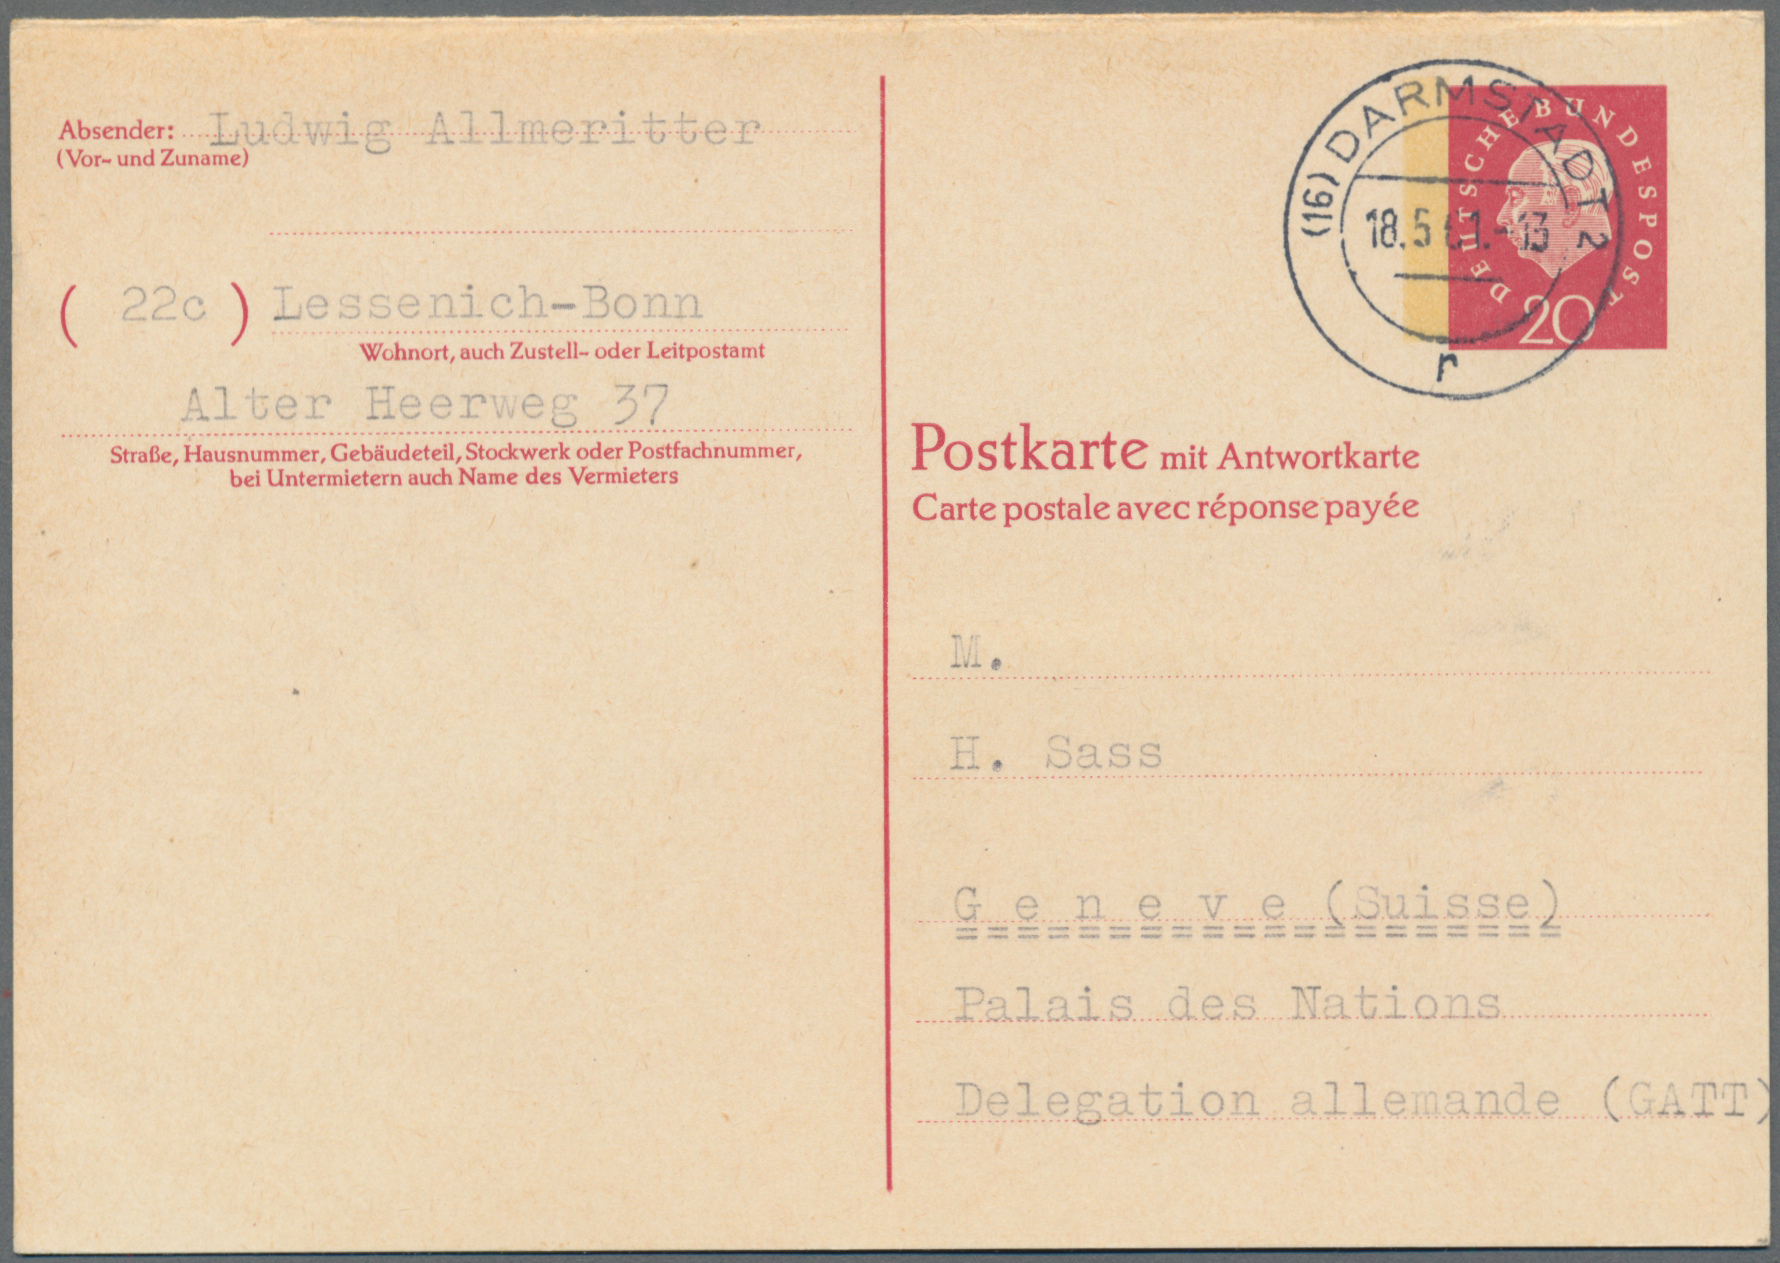 Absender: Ludwig Allmeritter
(Vor- und Zuname)
( 22c ) Lessenich-Bonn
Wohnort, auch Zustell- oder Leitpostamt
Alter Heerweg 37
Straße, Hausnummer, Gebäudeteil, Stockwerk oder Postfachnummer,
bei Untermietern auch Name des Vermieters
(16) DARMSTADT 2
18.5 61.-13
r
DEUTSCHE BUNDESPOST
20
Postkarte mit Antwortkarte
Carte postale avec réponse payée
M.
H. Sass
G e n e v e (Suisse)
====================
Palais des Nations
Delegation allemande (GATT)